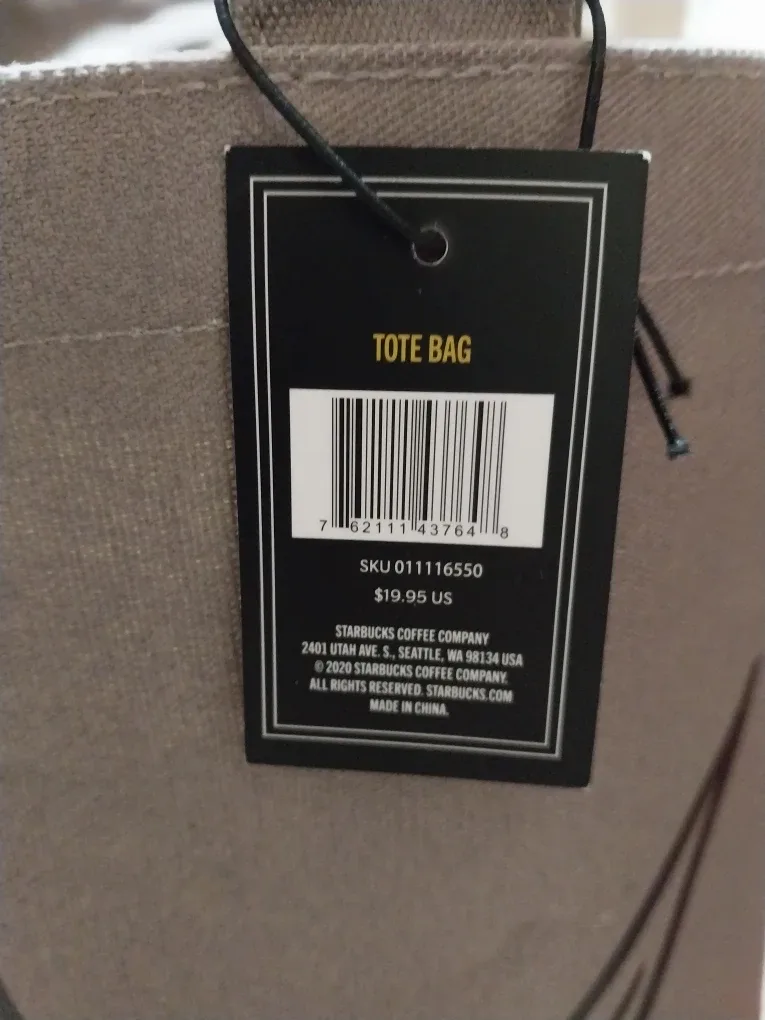 TOTE BAG
7 62111 43764 8
SKU 011116550
$19.95 US
STARBUCKS COFFEE COMPANY
2401 UTAH AVE. S., SEATTLE, WA 98134 USA
© 2020 STARBUCKS COFFEE COMPANY.
ALL RIGHTS RESERVED. STARBUCKS.COM
MADE IN CHINA.